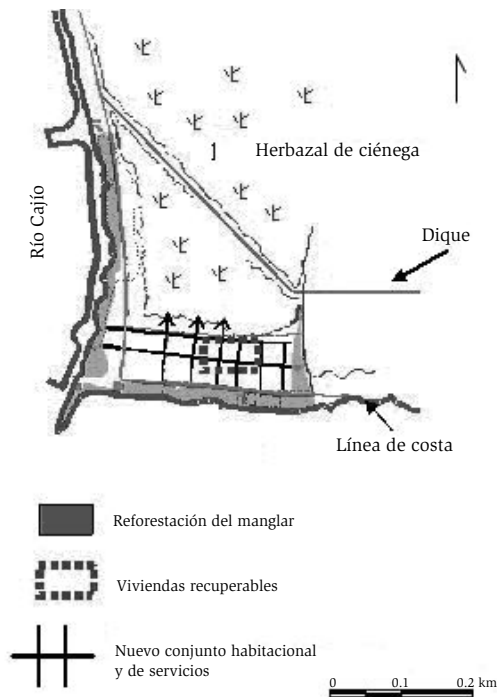 Herbazal de ciénega
Río Cajío
Dique
Línea de costa
Reforestación del manglar
Viviendas recuperables
Nuevo conjunto habitacional
y de servicios
0 0.1 0.2 km